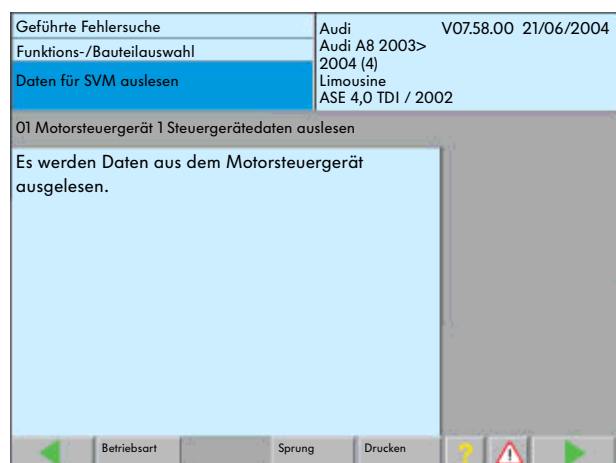 Geführte Fehlersuche
Funktions-/Bauteilauswahl
Daten für SVM auslesen
Audi V07.58.00 21/06/2004
Audi A8 2003>
2004 (4)
Limousine
ASE 4,0 TDI / 2002
01 Motorsteuergerät 1 Steuergerätedaten auslesen
Es werden Daten aus dem Motorsteuergerät
ausgelesen.
Betriebsart Sprung Drucken ? !